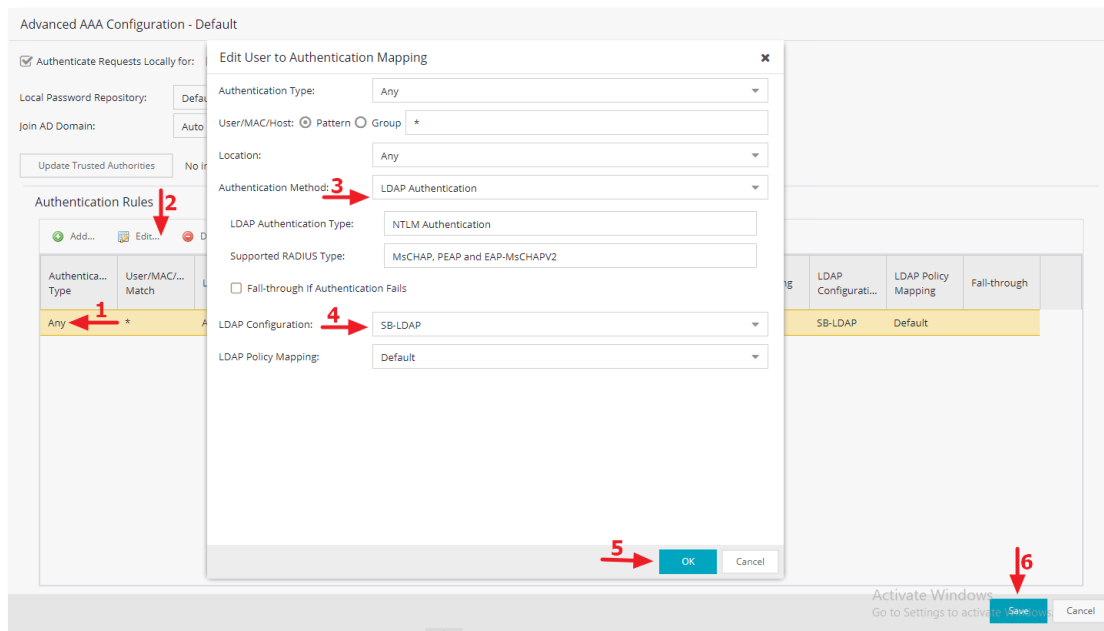 Advanced AAA Configuration - Default
Authenticate Requests Locally for:
Local Password Repository:
Join AD Domain: Auto
Update Trusted Authorities
Authentication Rules
2
Add... Edit...
Authentica... Type
User/MAC/... Match
LDAP Configurati...
LDAP Policy Mapping
Fall-through
Any * SB-LDAP Default
1
Edit User to Authentication Mapping
Authentication Type: Any
User/MAC/Host: Pattern Group *
Location: Any
Authentication Method: 3 LDAP Authentication
LDAP Authentication Type: NTLM Authentication
Supported RADIUS Type: MsCHAP, PEAP and EAP-MsCHAPV2
Fall-through If Authentication Fails
LDAP Configuration: 4 SB-LDAP
LDAP Policy Mapping: Default
5
OK Cancel
6
Activate Windows
Go to Settings to activate Windows.
Save Cancel